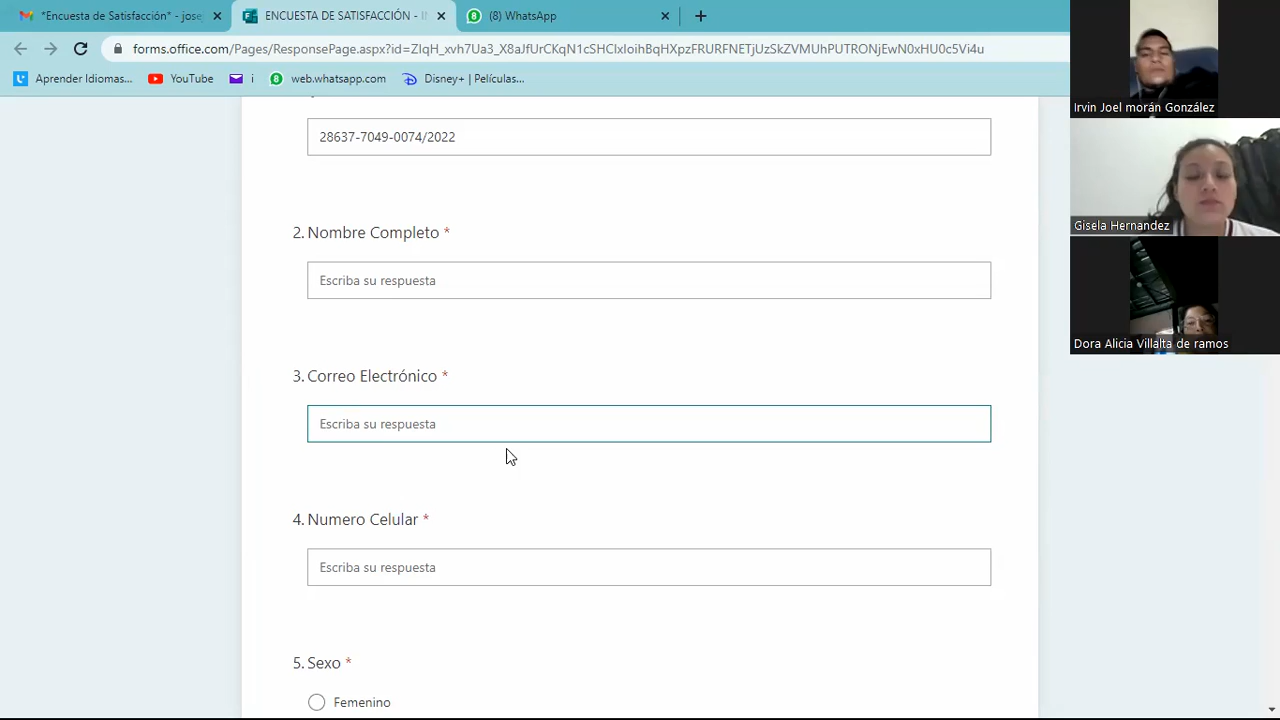 *Encuesta de Satisfacción* - jose
ENCUESTA DE SATISFACCIÓN - IN
(8) WhatsApp
forms.office.com/Pages/ResponsePage.aspx?id=ZIqH_xvh7Ua3_X8aJfUrCKqN1cSHCIxIoihBqHXpzFRURFNETjUzSkZVMUhPUTRONjEwN0xHU0c5Vi4u
Aprender Idiomas...
YouTube
i
web.whatsapp.com
Disney+ | Películas...
28637-7049-0074/2022
2. Nombre Completo *
Escriba su respuesta
3. Correo Electrónico *
Escriba su respuesta
4. Numero Celular *
Escriba su respuesta
5. Sexo *
Femenino
Irvin Joel morán González
Gisela Hernandez
Dora Alicia Villalta de ramos